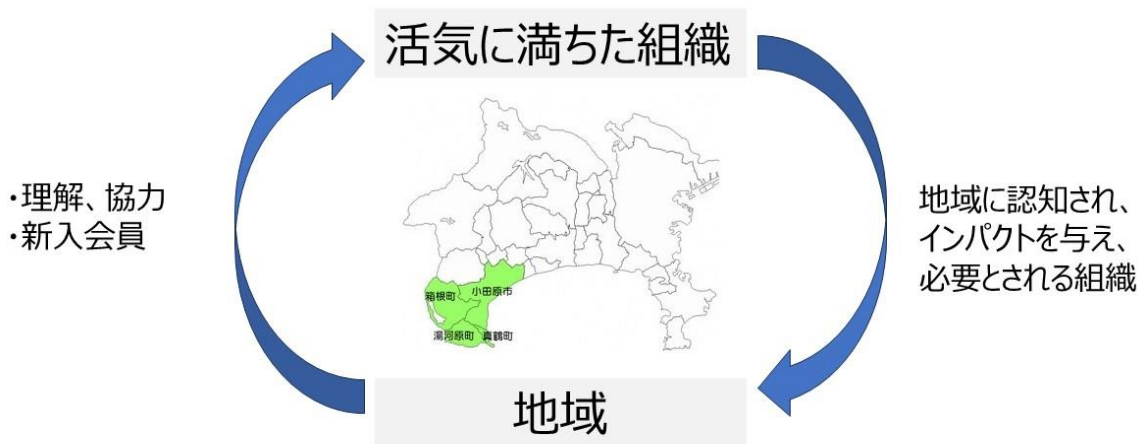 活気に満ちた組織
・理解、協力
・新入会員
地域に認知され、
インパクトを与え、
必要とされる組織
箱根町
小田原市
湯河原町
真鶴町
地域